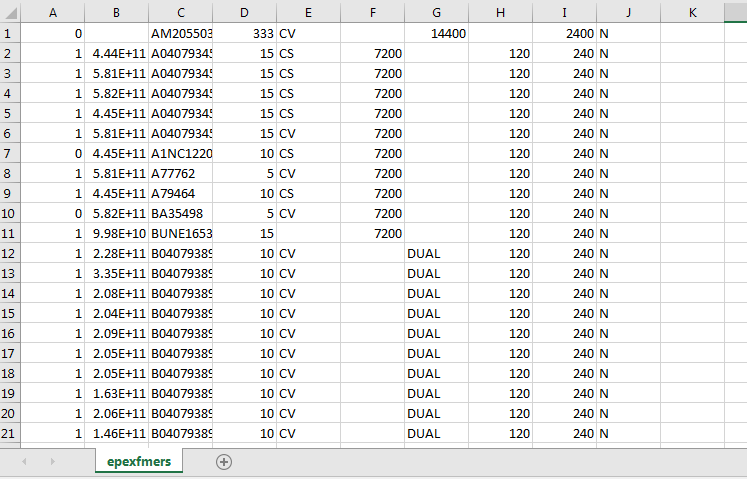 A B C D E F G H I J K
1 0 AM205503 333 CV 14400 2400 N
2 1 4.44E+11 A04079345 15 CS 7200 120 240 N
3 1 5.81E+11 A04079345 15 CS 7200 120 240 N
4 1 5.82E+11 A04079345 15 CS 7200 120 240 N
5 1 4.45E+11 A04079345 15 CS 7200 120 240 N
6 1 5.81E+11 A04079345 15 CV 7200 120 240 N
7 0 4.45E+11 A1NC1220 10 CS 7200 120 240 N
8 1 5.81E+11 A77762 5 CV 7200 120 240 N
9 1 4.45E+11 A79464 10 CS 7200 120 240 N
10 0 5.82E+11 BA35498 5 CV 7200 120 240 N
11 1 9.98E+10 BUNE1653 15 7200 120 240 N
12 1 2.28E+11 B04079389 10 CV DUAL 120 240 N
13 1 3.35E+11 B04079389 10 CV DUAL 120 240 N
14 1 2.08E+11 B04079389 10 CV DUAL 120 240 N
15 1 2.04E+11 B04079389 10 CV DUAL 120 240 N
16 1 2.09E+11 B04079389 10 CV DUAL 120 240 N
17 1 2.05E+11 B04079389 10 CV DUAL 120 240 N
18 1 2.05E+11 B04079389 10 CV DUAL 120 240 N
19 1 1.63E+11 B04079389 10 CV DUAL 120 240 N
20 1 2.06E+11 B04079389 10 CV DUAL 120 240 N
21 1 1.46E+11 B04079389 10 CV DUAL 120 240 N
epexfmers